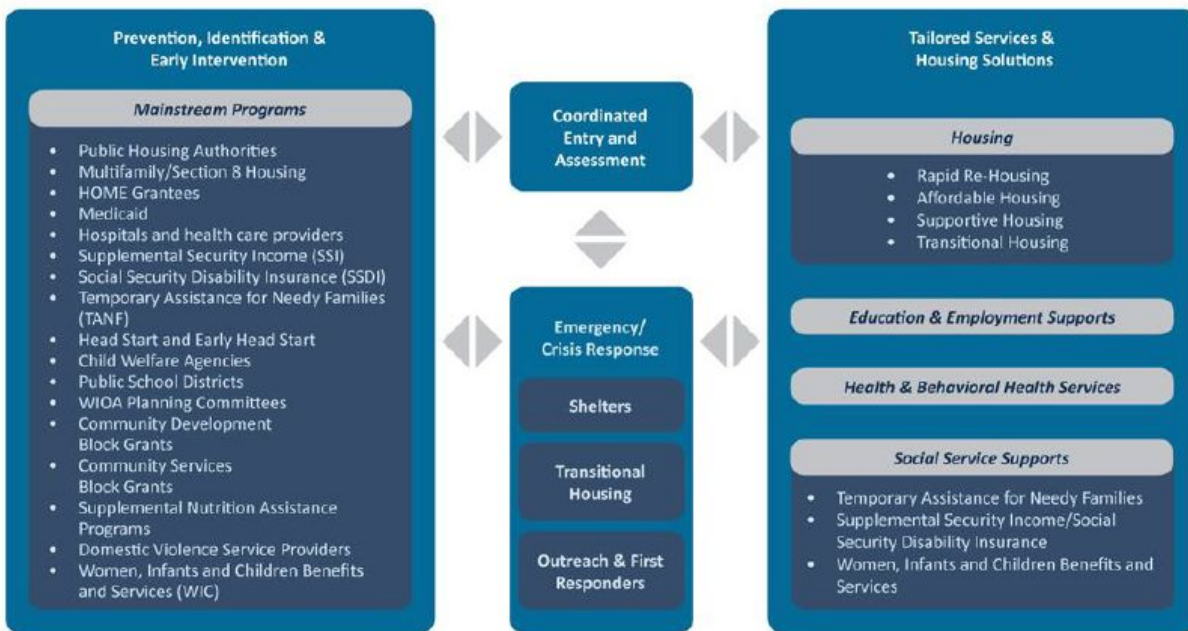 Prevention, Identification &
Early Intervention
Mainstream Programs
• Public Housing Authorities
• Multifamily/Section 8 Housing
• HOME Grantees
• Medicaid
• Hospitals and health care providers
• Supplemental Security Income (SSI)
• Social Security Disability Insurance (SSDI)
• Temporary Assistance for Needy Families
(TANF)
• Head Start and Early Head Start
• Child Welfare Agencies
• Public School Districts
• WIOA Planning Committees
• Community Development
Block Grants
• Community Services
Block Grants
• Supplemental Nutrition Assistance
Programs
• Domestic Violence Service Providers
• Women, Infants and Children Benefits
and Services (WIC)
Coordinated
Entry and
Assessment
Emergency/
Crisis Response
Shelters
Transitional
Housing
Outreach & First
Responders
Tailored Services &
Housing Solutions
Housing
• Rapid Re-Housing
• Affordable Housing
• Supportive Housing
• Transitional Housing
Education & Employment Supports
Health & Behavioral Health Services
Social Service Supports
• Temporary Assistance for Needy Families
• Supplemental Security Income/Social
Security Disability Insurance
• Women, Infants and Children Benefits and
Services